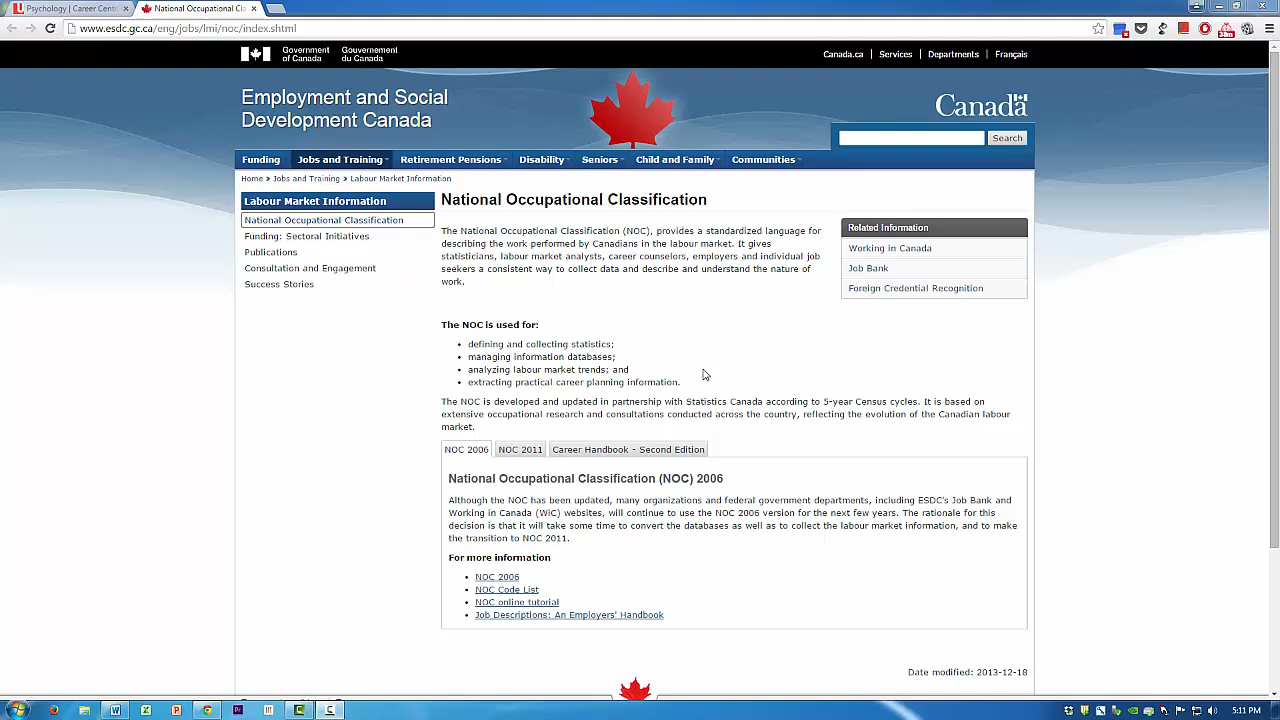 Psychology | Career Cent
National Occupational Cl
www.esdc.gc.ca/eng/jobs/lmi/noc/index.shtml
Government of Canada
Gouvernement du Canada
Canada.ca | Services | Departments | Français
Employment and Social
Development Canada
Canada
Search
Funding Jobs and Training Retirement Pensions Disability Seniors Child and Family Communities
Home » Jobs and Training » Labour Market Information
Labour Market Information
National Occupational Classification
Funding: Sectoral Initiatives
Publications
Consultation and Engagement
Success Stories
National Occupational Classification
The National Occupational Classification (NOC), provides a standardized language for
describing the work performed by Canadians in the labour market. It gives
statisticians, labour market analysts, career counselors, employers and individual job
seekers a consistent way to collect data and describe and understand the nature of
work.
Related Information
Working in Canada
Job Bank
Foreign Credential Recognition
The NOC is used for:
• defining and collecting statistics;
• managing information databases;
• analyzing labour market trends; and
• extracting practical career planning information.
The NOC is developed and updated in partnership with Statistics Canada according to 5-year Census cycles. It is based on
extensive occupational research and consultations conducted across the country, reflecting the evolution of the Canadian labour
market.
NOC 2006 NOC 2011 Career Handbook - Second Edition
National Occupational Classification (NOC) 2006
Although the NOC has been updated, many organizations and federal government departments, including ESDC's Job Bank and
Working in Canada (WiC) websites, will continue to use the NOC 2006 version for the next few years. The rationale for this
decision is that it will take some time to convert the databases as well as to collect the labour market information, and to make
the transition to NOC 2011.
For more information
• NOC 2006
• NOC Code List
• NOC online tutorial
• Job Descriptions: An Employers' Handbook
Date modified: 2013-12-18
5:11 PM